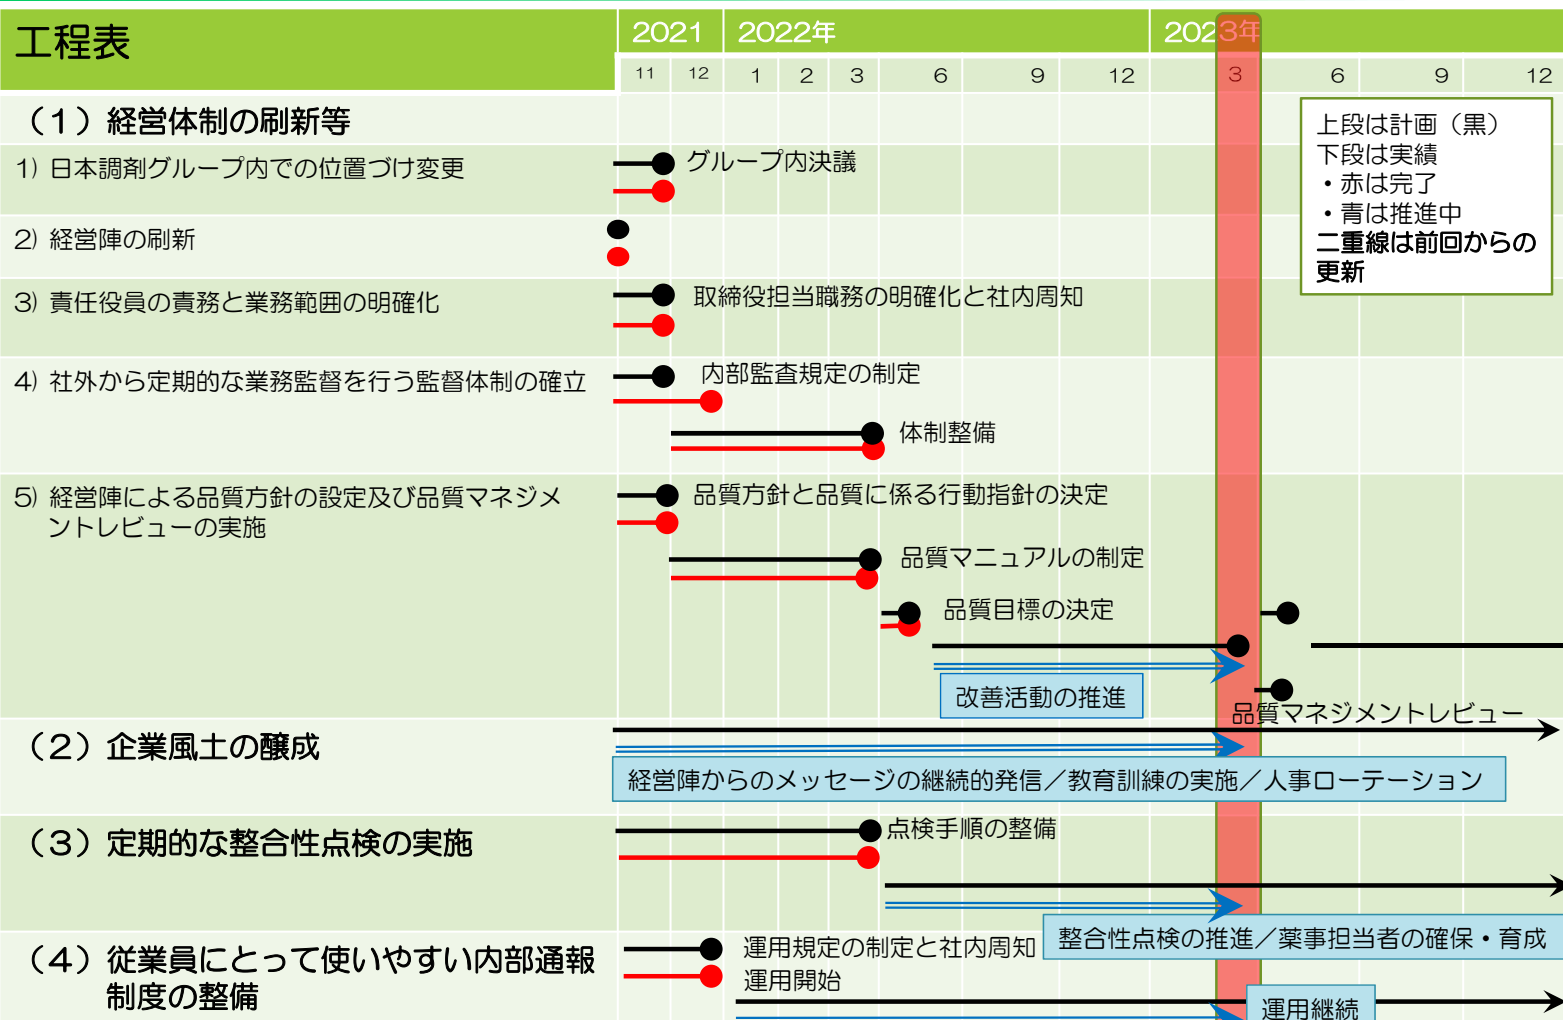 工程表
2021
2022年
2023年
11 12 1 2 3 6 9 12 3 6 9 12
上段は計画（黒）
下段は実績
・赤は完了
・青は推進中
二重線は前回からの
更新
（１）経営体制の刷新等
1) 日本調剤グループ内での位置づけ変更
グループ内決議
2) 経営陣の刷新
3) 責任役員の責務と業務範囲の明確化
取締役担当職務の明確化と社内周知
4) 社外から定期的な業務監督を行う監督体制の確立
内部監査規定の制定
体制整備
5) 経営陣による品質方針の設定及び品質マネジメ
ントレビューの実施
品質方針と品質に係る行動指針の決定
品質マニュアルの制定
品質目標の決定
改善活動の推進
品質マネジメントレビュー
（２）企業風土の醸成
経営陣からのメッセージの継続的発信／教育訓練の実施／人事ローテーション
（３）定期的な整合性点検の実施
点検手順の整備
整合性点検の推進／薬事担当者の確保・育成
（４）従業員にとって使いやすい内部通報
制度の整備
運用規定の制定と社内周知
運用開始
運用継続